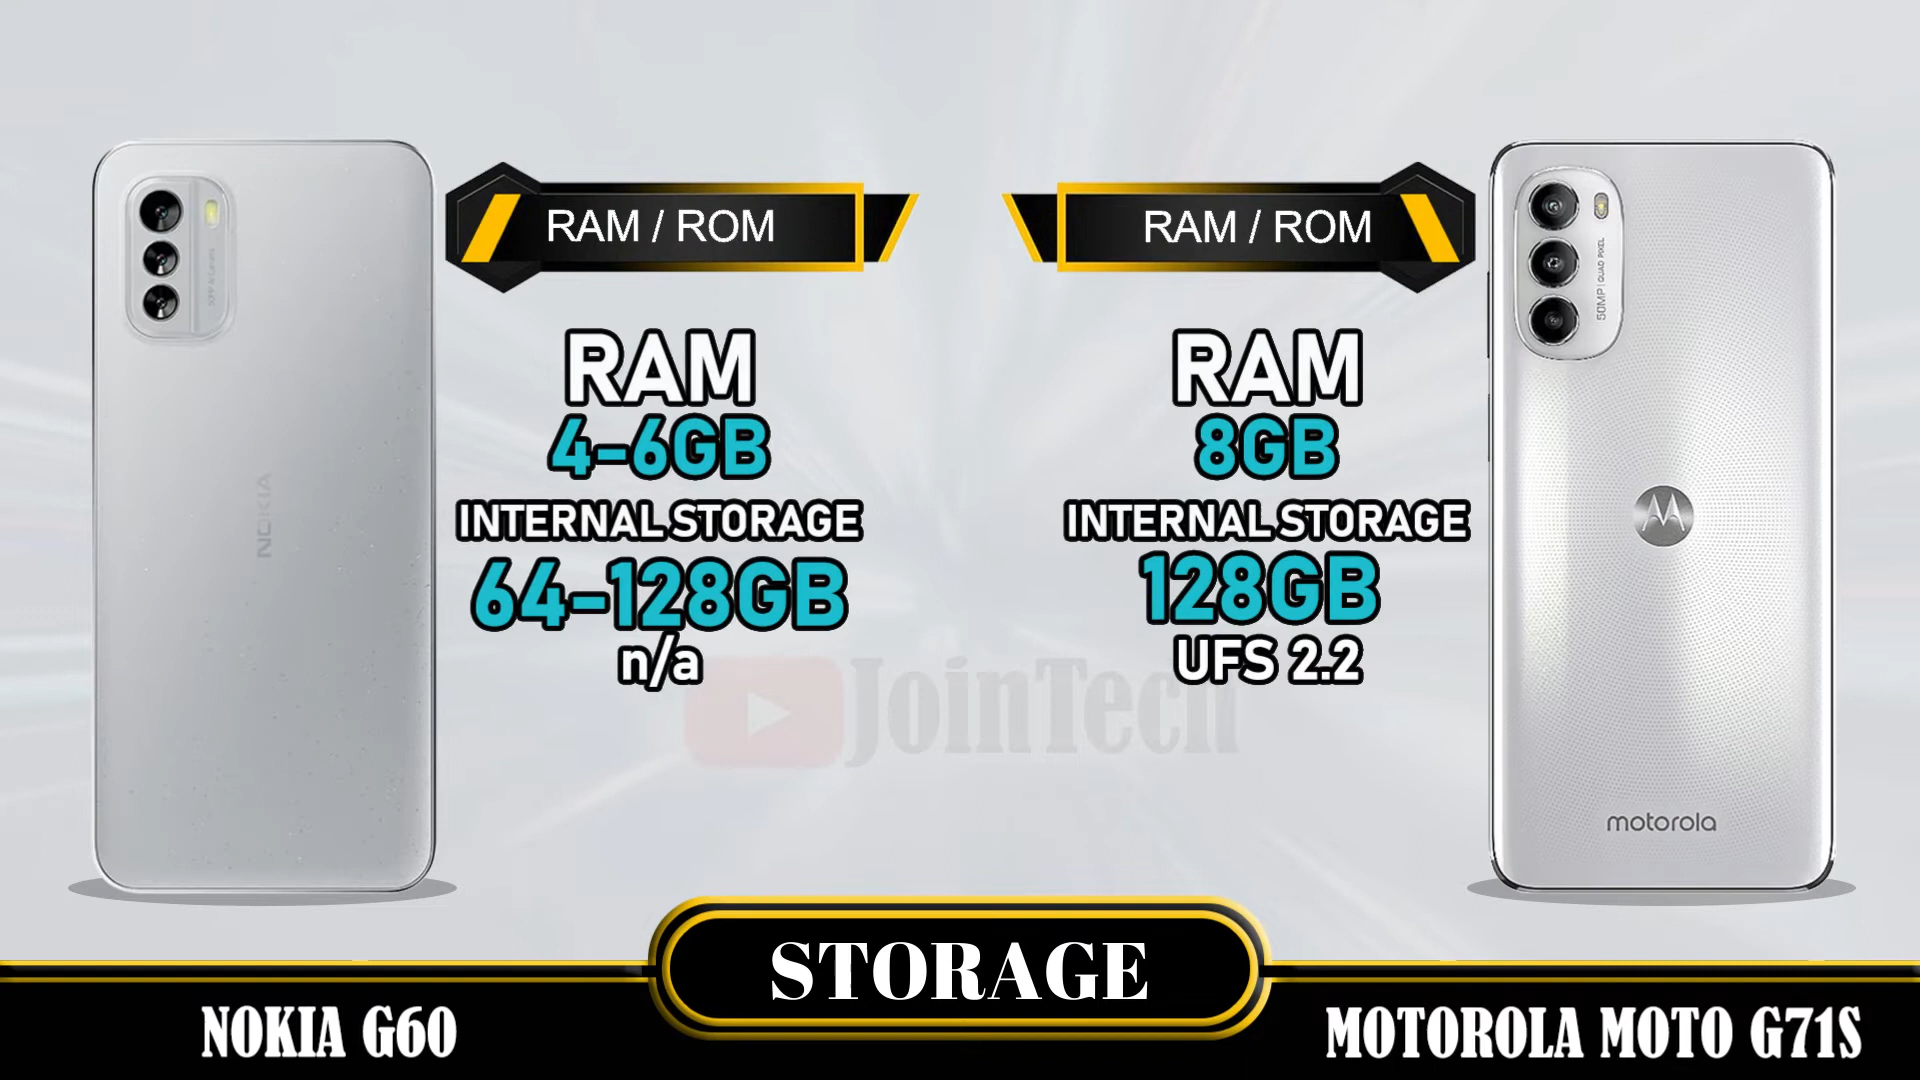 RAM / ROM
RAM
4-6GB
INTERNAL STORAGE
64-128GB
n/a
NOKIA
RAM / ROM
RAM
8GB
INTERNAL STORAGE
128GB
UFS 2.2
50MP | QUAD PIXEL
motorola
JoinTech
STORAGE
NOKIA G60
MOTOROLA MOTO G71S